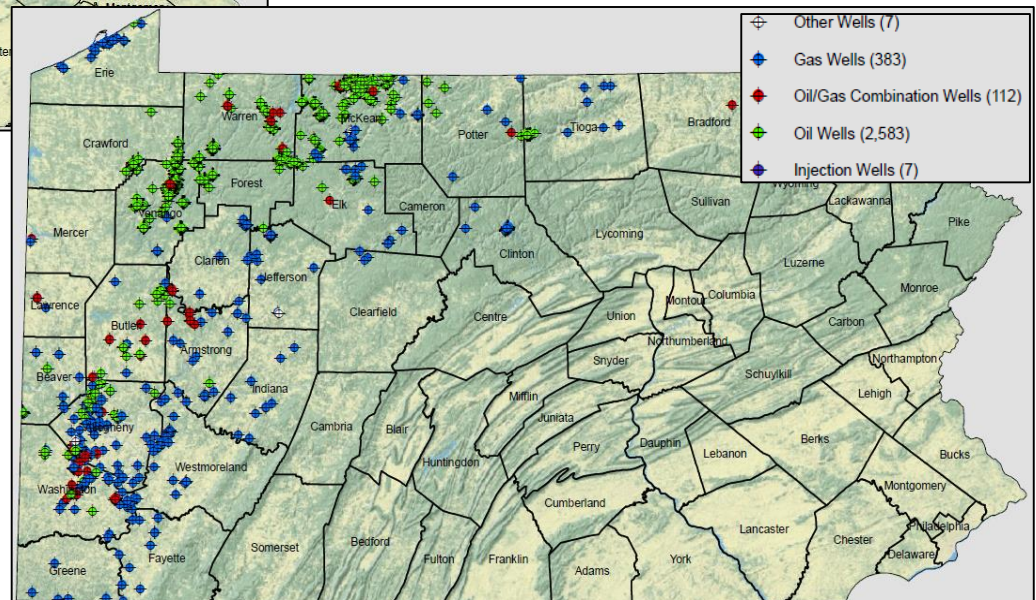 Other Wells (7)
Gas Wells (383)
Oil/Gas Combination Wells (112)
Oil Wells (2,583)
Injection Wells (7)
Erie
Crawford
Warren
McKean
Potter
Tioga
Bradford
Wyoming
Lackawanna
Pike
Forest
Venango
Elk
Cameron
Sullivan
Mercer
Clarion
Clinton
Lycoming
Luzerne
Monroe
Jefferson
Lawrence
Butler
Clearfield
Centre
Union
Montour
Columbia
Carbon
Northumberland
Armstrong
Snyder
Northampton
Beaver
Indiana
Mifflin
Schuylkill
Lehigh
Juniata
Allegheny
Cambria
Blair
Perry
Dauphin
Berks
Bucks
Lebanon
Huntingdon
Westmoreland
Washington
Montgomery
Cumberland
Philadelphia
Lancaster
Chester
Bedford
Somerset
Delaware
Fayette
Fulton
Franklin
York
Greene
Adams